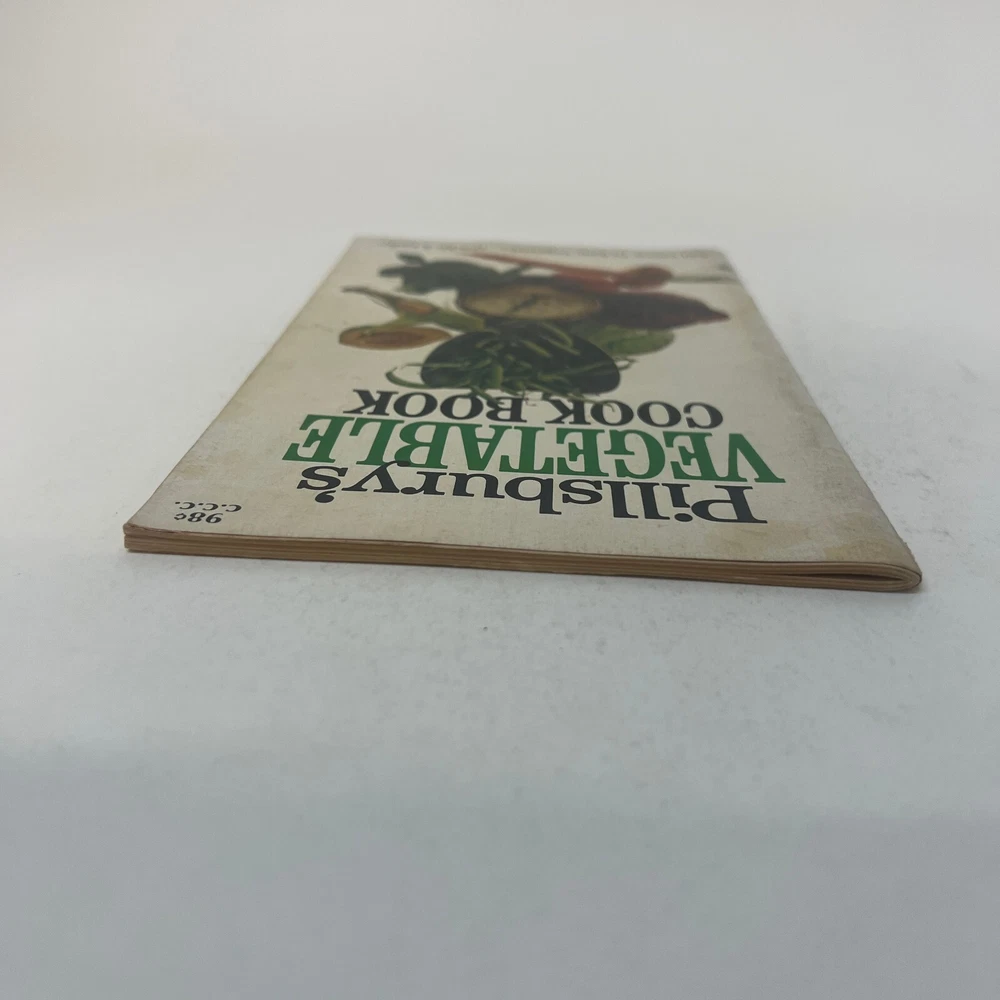 98¢
C.C.C.
Pillsbury's
VEGETABLE
COOK BOOK